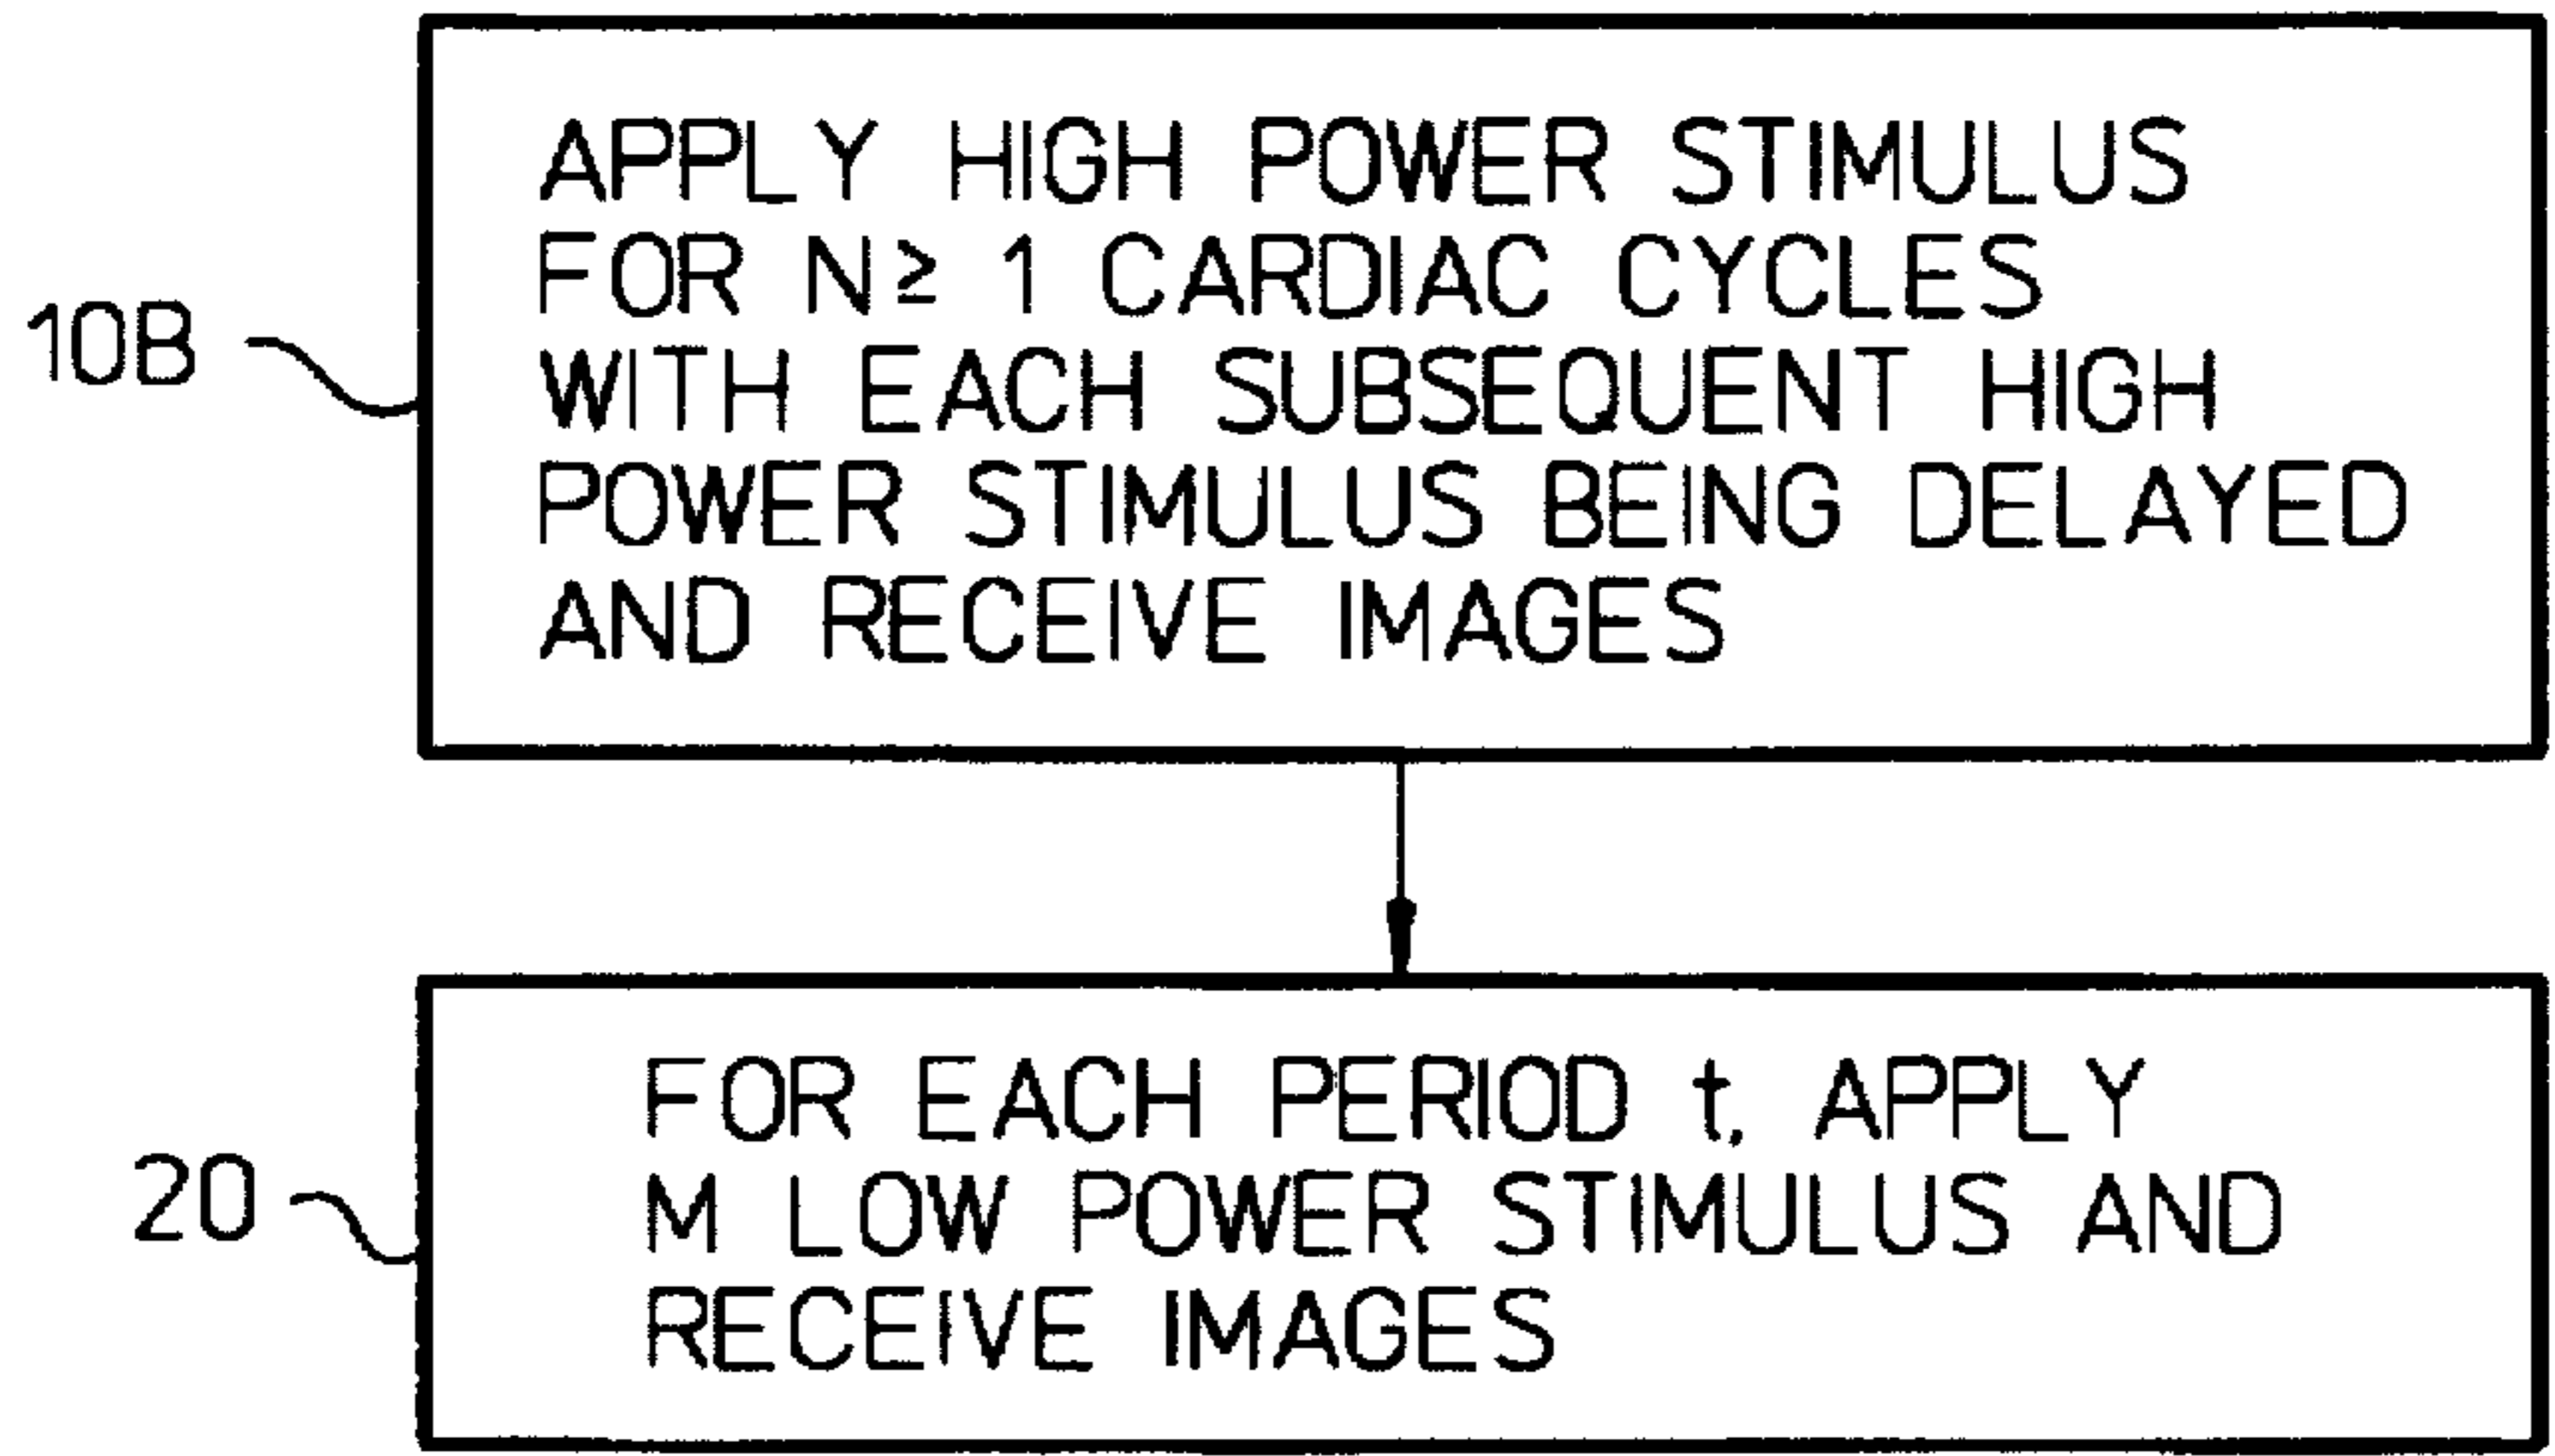 APPLY HIGH POWER STIMULUS
FOR N ≥ 1 CARDIAC CYCLES
10B
WITH EACH SUBSEQUENT HIGH
POWER STIMULUS BEING DELAYED
AND RECEIVE IMAGES
FOR EACH PERIOD t, APPLY
20
M LOW POWER STIMULUS AND
RECEIVE IMAGES